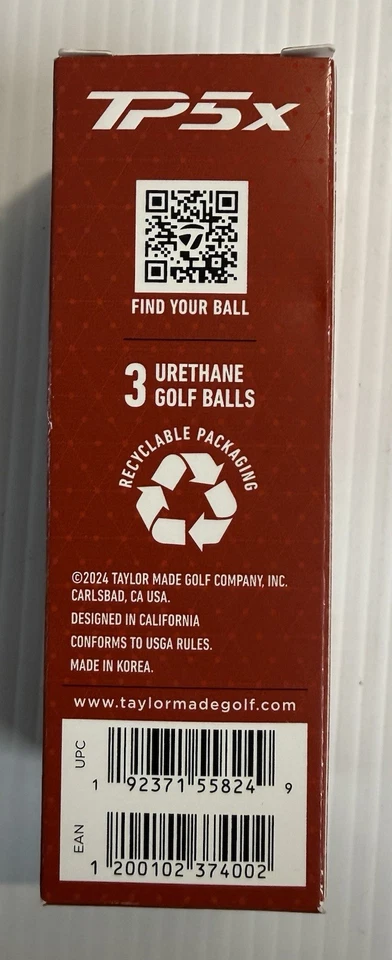 TP5x
FIND YOUR BALL
3 URETHANE
GOLF BALLS
RECYCLABLE PACKAGING
©2024 TAYLOR MADE GOLF COMPANY, INC.
CARLSBAD, CA USA.
DESIGNED IN CALIFORNIA
CONFORMS TO USGA RULES.
MADE IN KOREA.
www.taylormadegolf.com
UPC
1 92371 55824 9
EAN
1 200102 374002